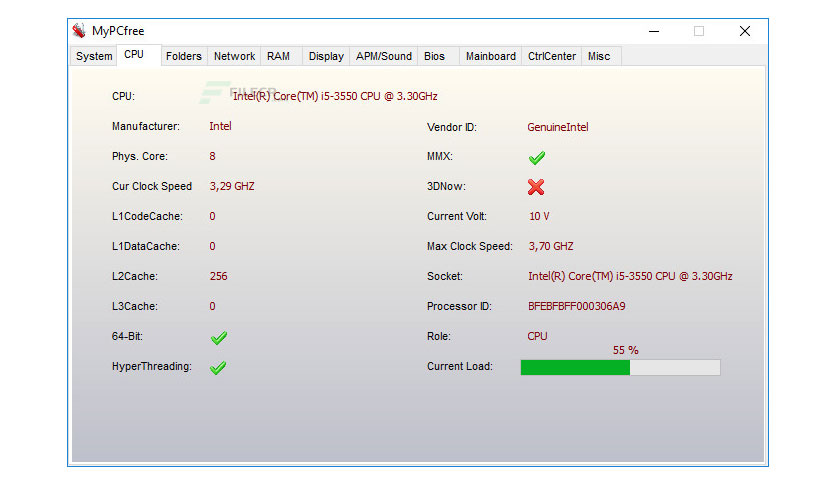 MyPCfree
System CPU Folders Network RAM Display APM/Sound Bios Mainboard CtrlCenter Misc
CPU: Intel(R) Core(TM) i5-3550 CPU @ 3.30GHz
Manufacturer: Intel Vendor ID: GenuineIntel
Phys. Core: 8 MMX:
Cur Clock Speed 3,29 GHZ 3DNow:
L1CodeCache: 0 Current Volt: 10 V
L1DataCache: 0 Max Clock Speed: 3,70 GHZ
L2Cache: 256 Socket: Intel(R) Core(TM) i5-3550 CPU @ 3.30GHz
L3Cache: 0 Processor ID: BFEBFBFF000306A9
64-Bit: Role: CPU
55 %
HyperThreading: Current Load: